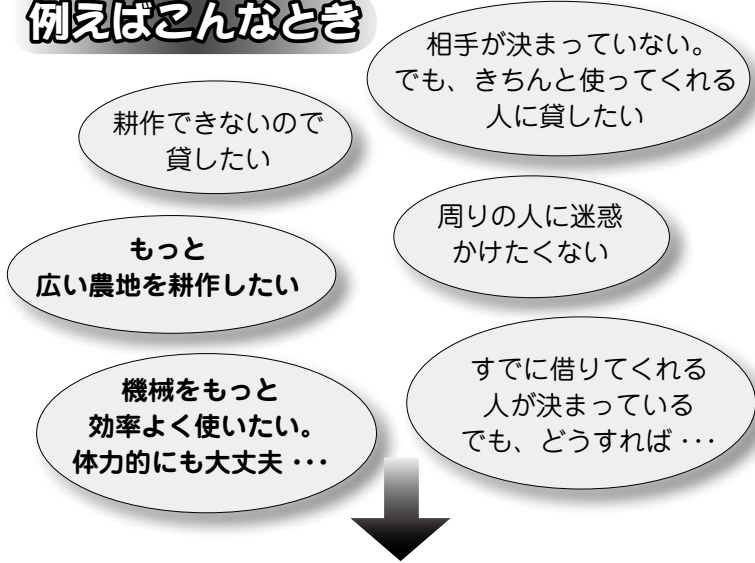 例えばこんなとき
相手が決まっていない。
でも、きちんと使ってくれる
人に貸したい
耕作できないので
貸したい
周りの人に迷惑
かけたくない
もっと
広い農地を耕作したい
すでに借りてくれる
人が決まっている
でも、どうすれば・・・
機械をもっと
効率よく使いたい。
体力的にも大丈夫・・・